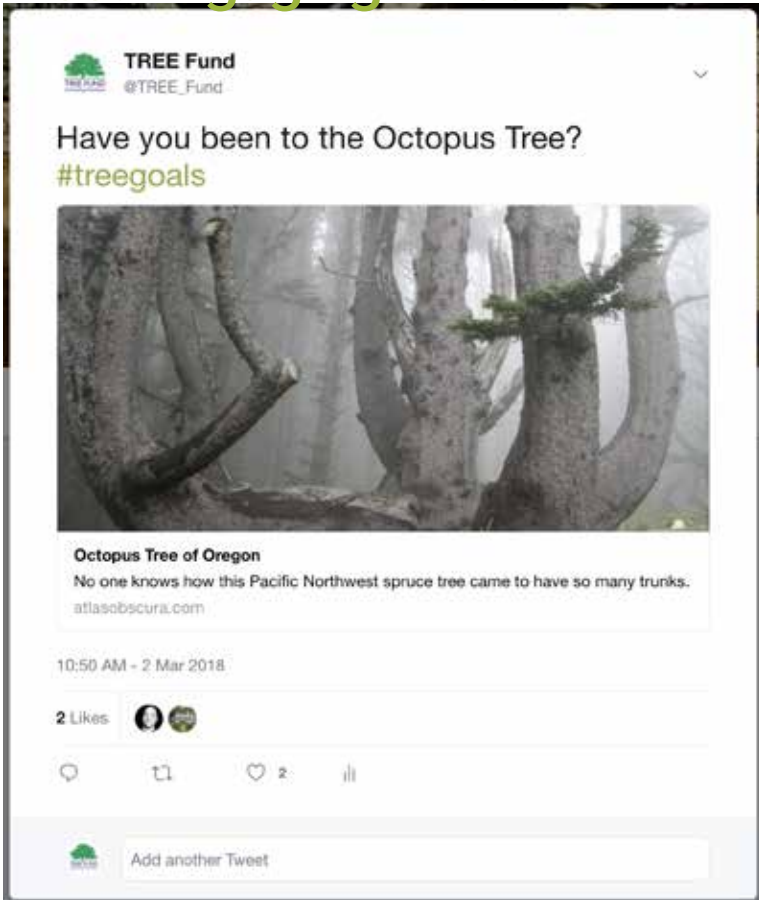 TREE Fund
@TREE_Fund
Have you been to the Octopus Tree?
#treegoals
Octopus Tree of Oregon
No one knows how this Pacific Northwest spruce tree came to have so many trunks.
atlasobscura.com
10:50 AM - 2 Mar 2018
2 Likes
2
Add another Tweet